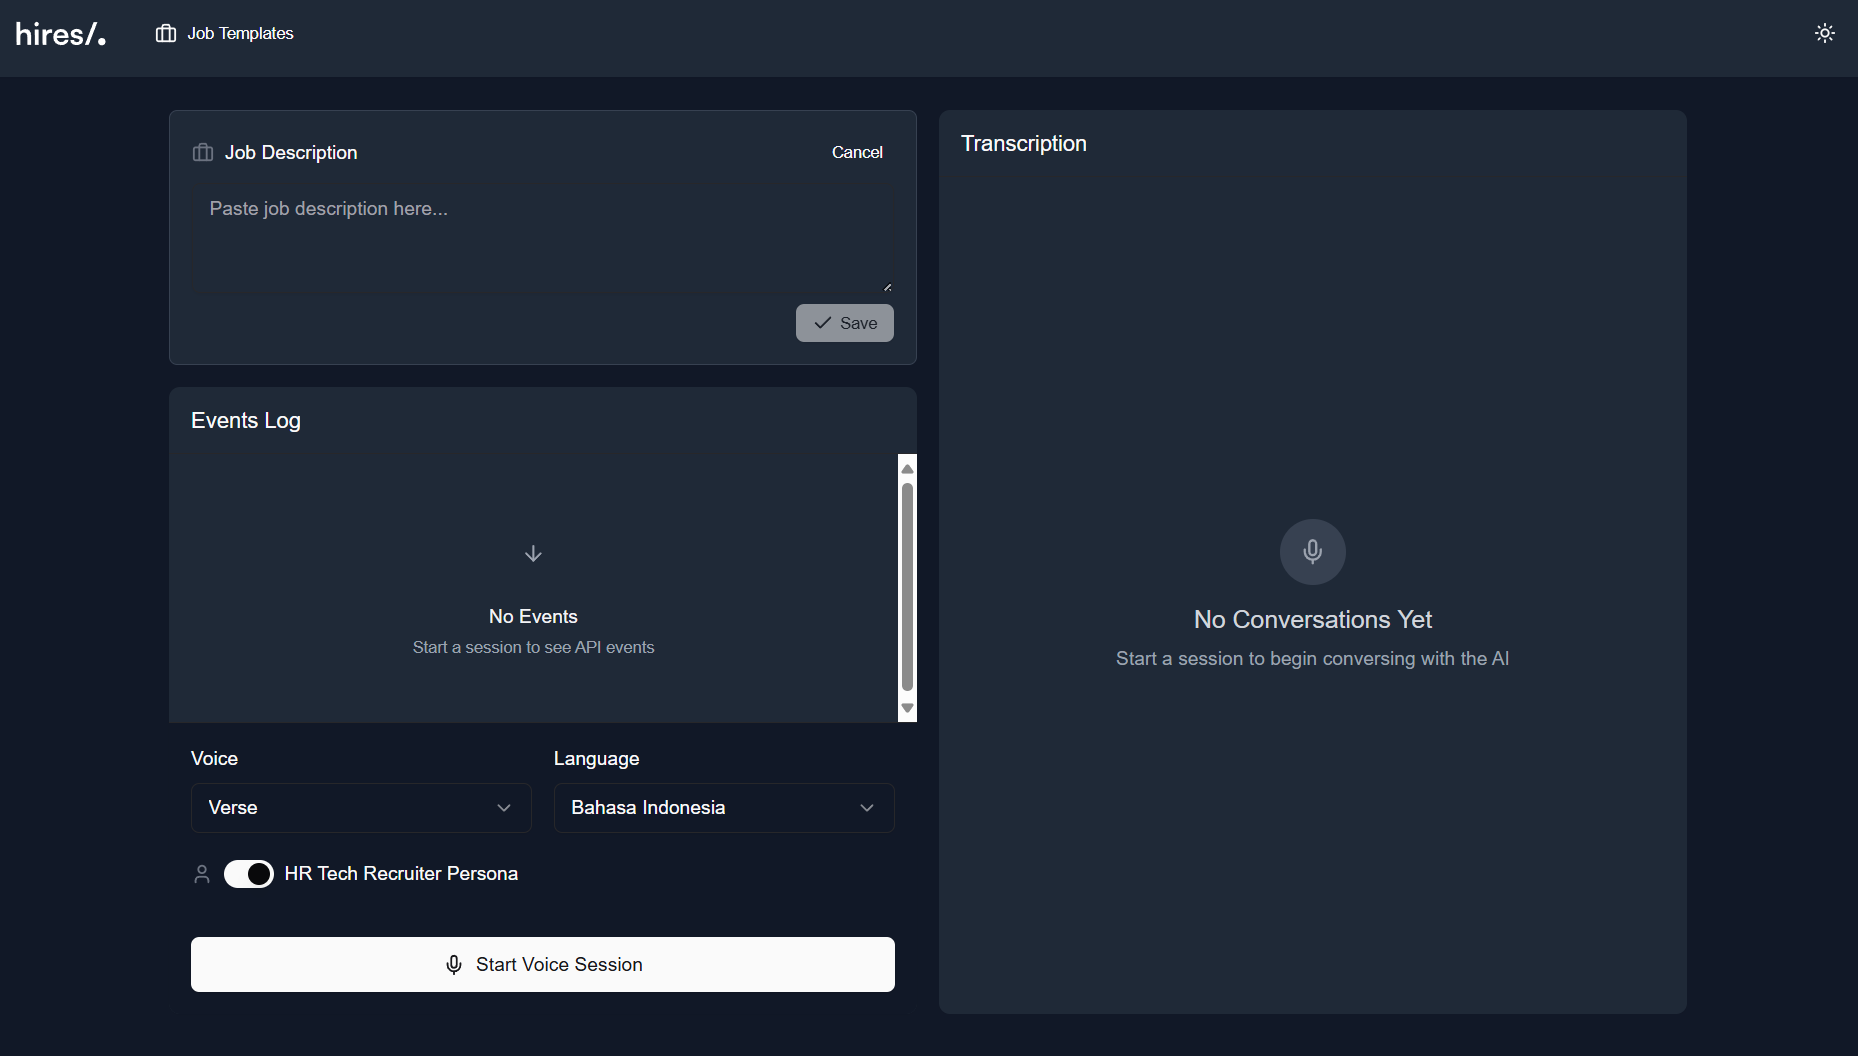 hires/.
Job Templates
Job Description
Cancel
Paste job description here...
Save
Events Log
No Events
Start a session to see API events
Voice
Language
Verse
Bahasa Indonesia
HR Tech Recruiter Persona
Start Voice Session
Transcription
No Conversations Yet
Start a session to begin conversing with the AI